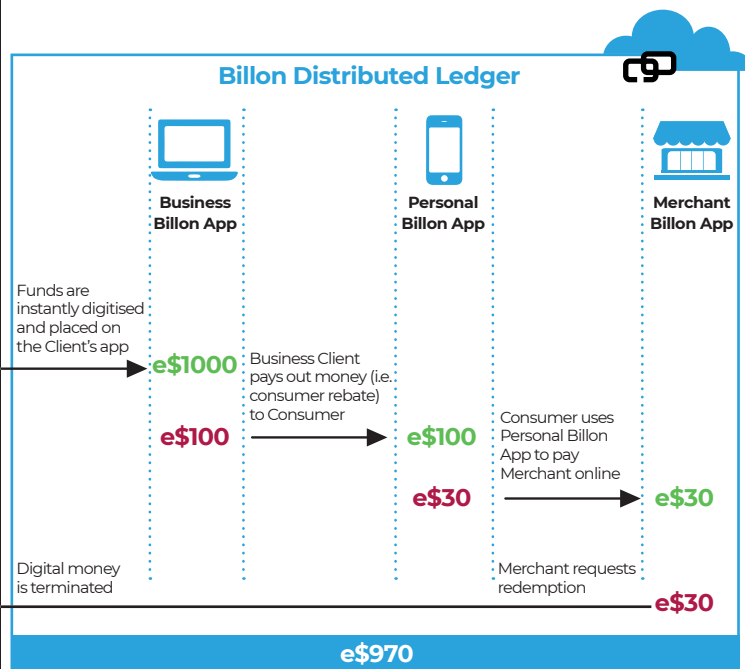 Billon Distributed Ledger
Business
Billon App
Personal
Billon App
Merchant
Billon App
Funds are
instantly digitised
and placed on
the Client's app
e$1000
Business Client
pays out money (i.e.
consumer rebate)
to Consumer
e$100
e$100
Consumer uses
Personal Billon
App to pay
Merchant online
e$30
e$30
Digital money
is terminated
Merchant requests
redemption
e$30
e$970